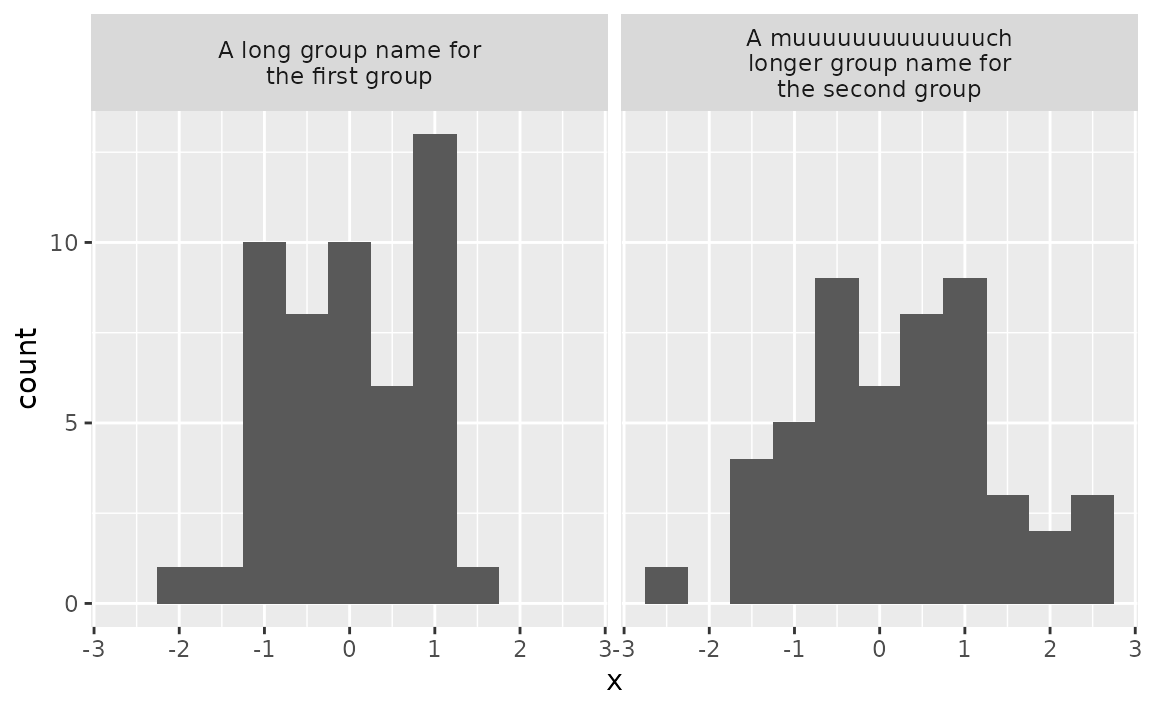 A long group name for
the first group
A muuuuuuuuuuuuuch
longer group name for
the second group
count
10
5
0
-3 -2 -1 0 1 2 3
-3 -2 -1 0 1 2 3
x